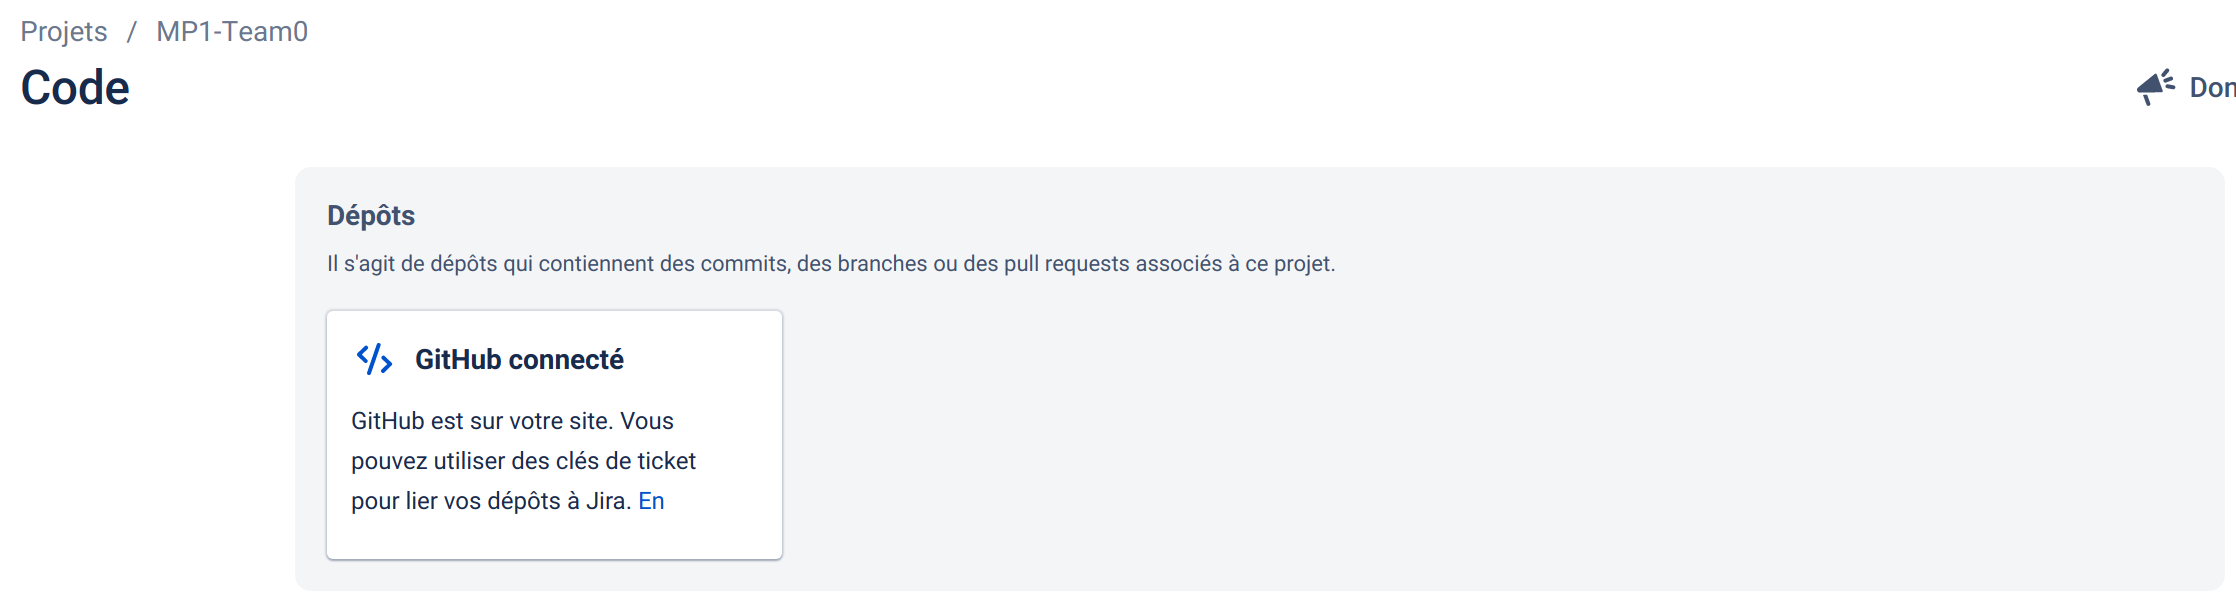 Projets / MP1-Team0
Code
Don
Dépôts
Il s'agit de dépôts qui contiennent des commits, des branches ou des pull requests associés à ce projet.
GitHub connecté
GitHub est sur votre site. Vous
pouvez utiliser des clés de ticket
pour lier vos dépôts à Jira. En